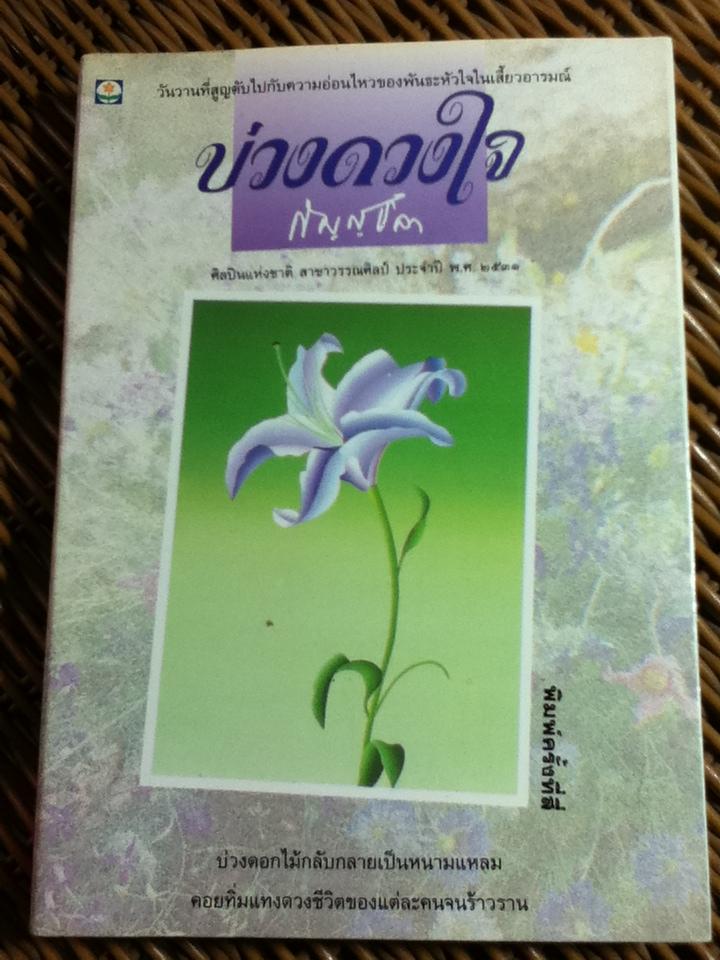 วันวานที่สูญดับไปกับความอ่อนไหวของพันธะหัวใจในเสี้ยวอารมณ์
บ่วงดวงใจ
กัญญ์ชลา
ศิลปินแห่งชาติ สาขาวรรณศิลป์ ประจำปี พ.ศ. ๒๕๓๑
พิมพ์ครั้งที่สี่
บ่วงดอกไม้กลับกลายเป็นหนามแหลม
คอยทิ่มแทงดวงชีวิตของแต่ละคนจนร้าวราน